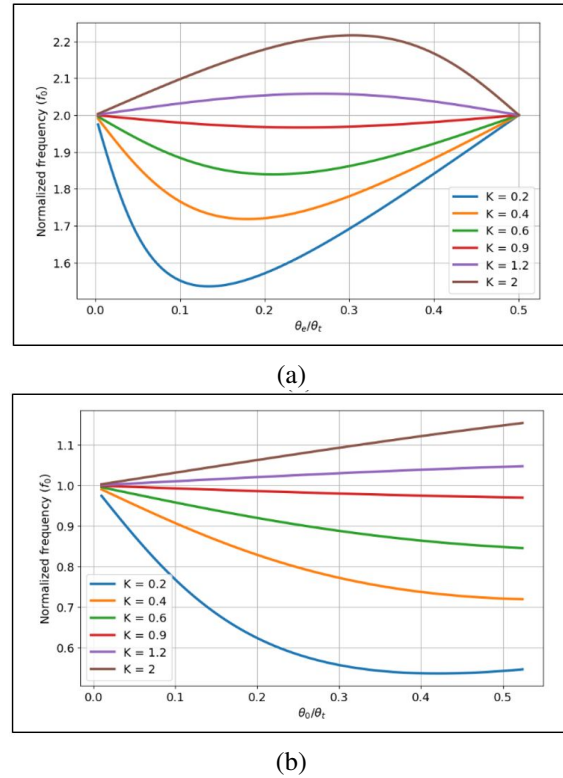 2.2
2.1
2.0
1.9
1.8
1.7
1.6
Normalized frequency (f₀)
K = 0.2
K = 0.4
K = 0.6
K = 0.9
K = 1.2
K = 2
0.0 0.1 0.2 0.3 0.4 0.5
θₑ/θₜ
(a)
1.1
1.0
0.9
0.8
0.7
0.6
Normalized frequency (f₀)
K = 0.2
K = 0.4
K = 0.6
K = 0.9
K = 1.2
K = 2
0.0 0.1 0.2 0.3 0.4 0.5
θ₀/θₜ
(b)